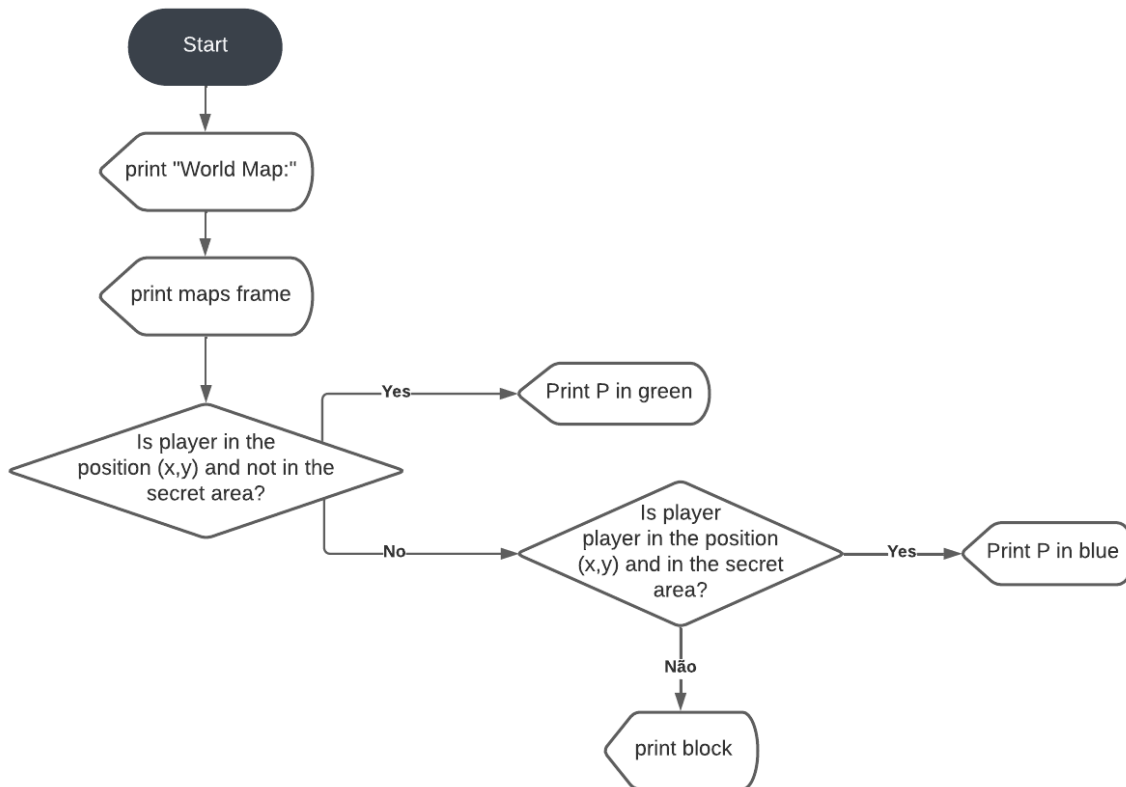 Start
print "World Map:"
print maps frame
Is player in the
position (x,y) and not in the
secret area?
Yes
Print P in green
No
Is player
player in the position
(x,y) and in the secret
area?
Yes
Print P in blue
Não
print block